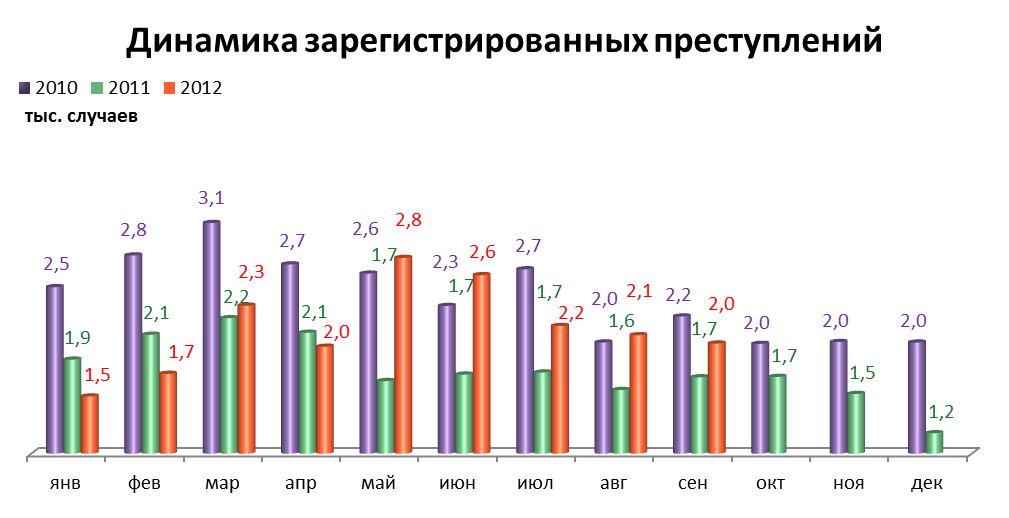 Динамика зарегистрированных преступлений
2010 2011 2012
тыс. случаев
2,5 1,9 1,5
2,8 2,1 1,7
3,1 2,2 2,3
2,7 2,1 2,0
2,6 1,7 2,8
2,3 1,7 2,6
2,7 1,7 2,2
2,0 1,6 2,1
2,2 1,7 2,0
2,0 1,7
2,0 1,5
2,0 1,2
янв фев мар апр май июн июл авг сен окт ноя дек